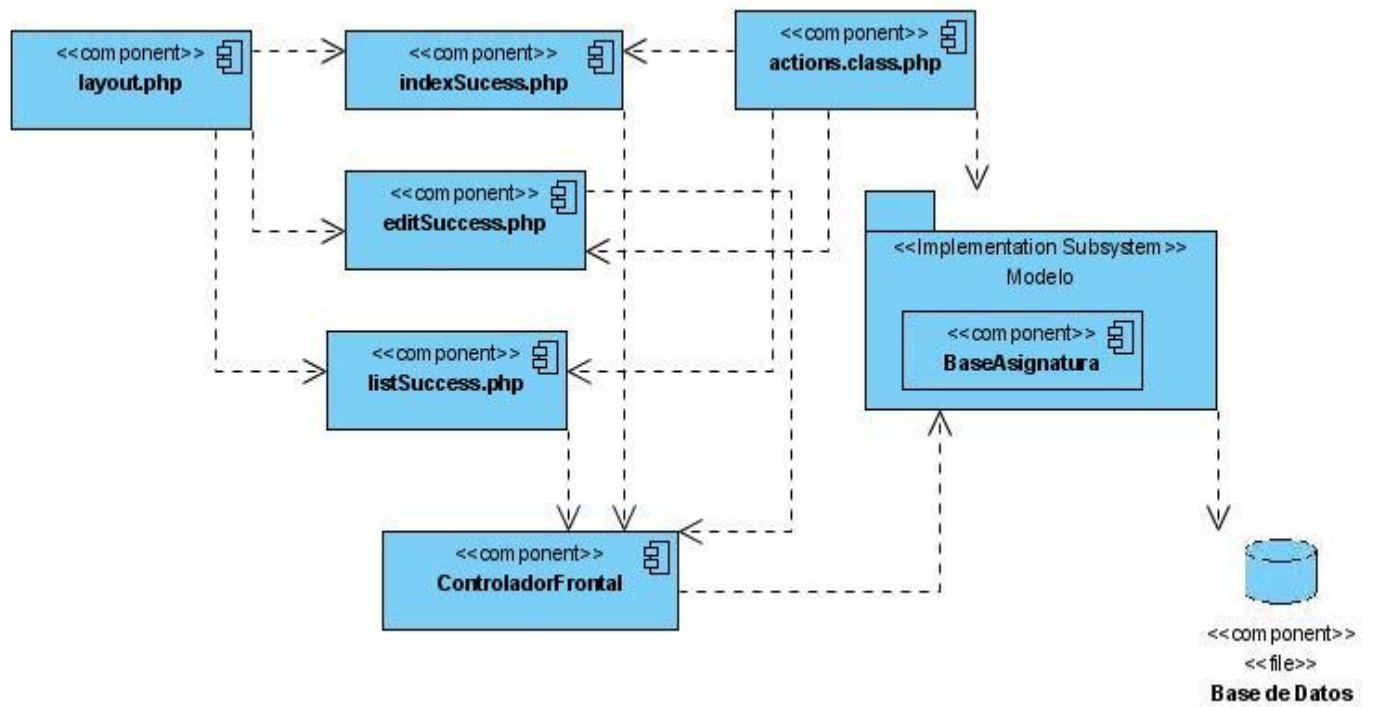 <<component>>
layout.php
<<component>>
indexSucess.php
<<component>>
actions.class.php
<<component>>
editSuccess.php
<<Implementation Subsystem>>
Modelo
<<component>>
BaseAsignatura
<<component>>
listSuccess.php
<<component>>
ControladorFrontal
<<component>>
<<file>>
Base de Datos